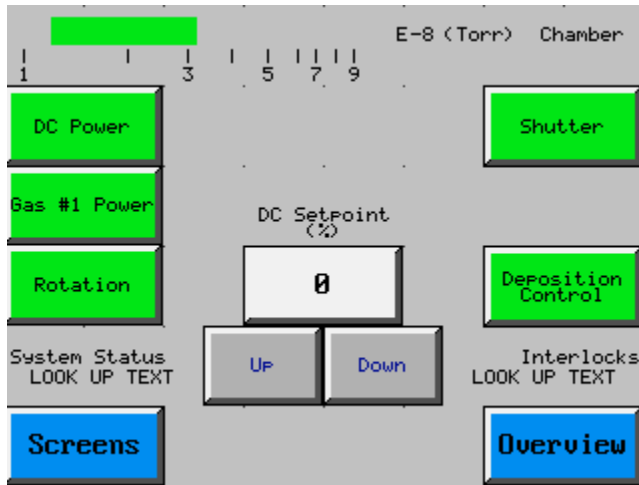 E-8 (Torr) Chamber
1 3 5 7 9
DC Power
Shutter
Gas #1 Power
DC Setpoint
(%)
Rotation
0
Deposition
Control
System Status
LOOK UP TEXT
Up
Down
Interlocks
LOOK UP TEXT
Screens
Overview